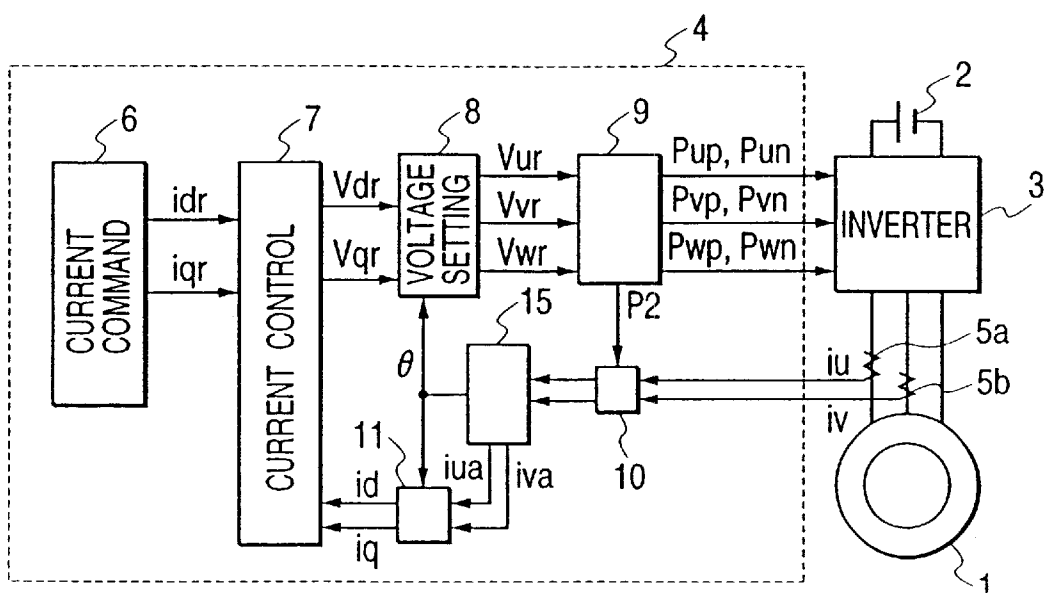 4
2
6
7
8
9
3
CURRENT
COMMAND
idr
iqr
CURRENT CONTROL
Vdr
Vqr
VOLTAGE
SETTING
Vur
Vvr
Vwr
Pup, Pun
Pvp, Pvn
Pwp, Pwn
INVERTER
P2
15
θ
iu
iv
5a
5b
10
11
iua
iva
id
iq
1